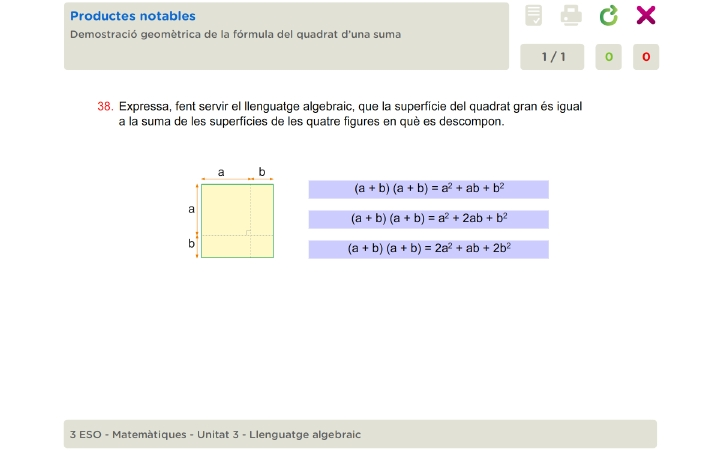 Productes notables
Demostració geomètrica de la fórmula del quadrat d'una suma
1 / 1
0
0
38. Expressa, fent servir el llenguatge algebraic, que la superfície del quadrat gran és igual
a la suma de les superfícies de les quatre figures en què es descompon.
a b
a
b
(a + b) (a + b) = a² + ab + b²
(a + b) (a + b) = a² + 2ab + b²
(a + b) (a + b) = 2a² + ab + 2b²
3 ESO - Matemàtiques - Unitat 3 - Llenguatge algebraic